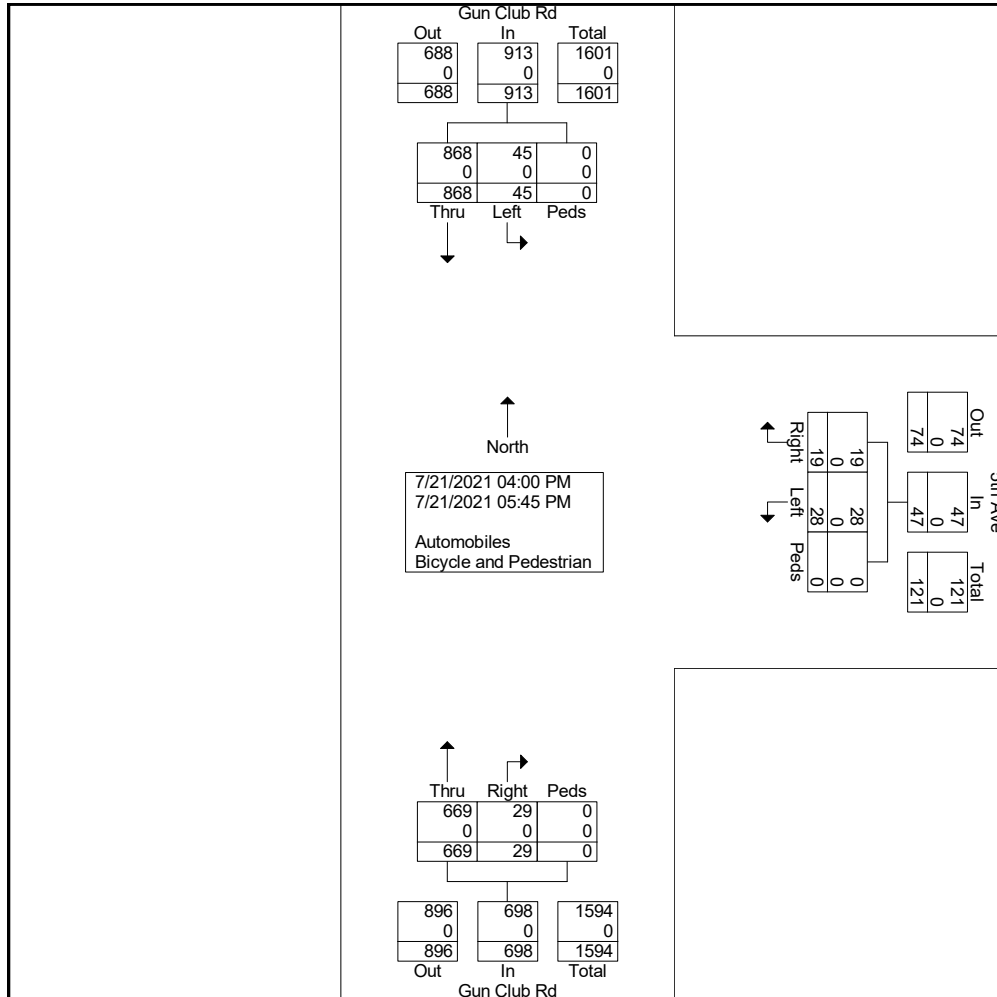 Gun Club Rd
Out In Total
688 913 1601
0 0 0
688 913 1601
868 45 0
0 0 0
868 45 0
Thru Left Peds
North
7/21/2021 04:00 PM
7/21/2021 05:45 PM
Automobiles
Bicycle and Pedestrian
Out In Total
74 47 121
0 0 0
74 47 121
19 28 0
0 0 0
19 28 0
Right Left Peds
Thru Right Peds
669 29 0
0 0 0
669 29 0
896 698 1594
0 0 0
896 698 1594
Out In Total
Gun Club Rd